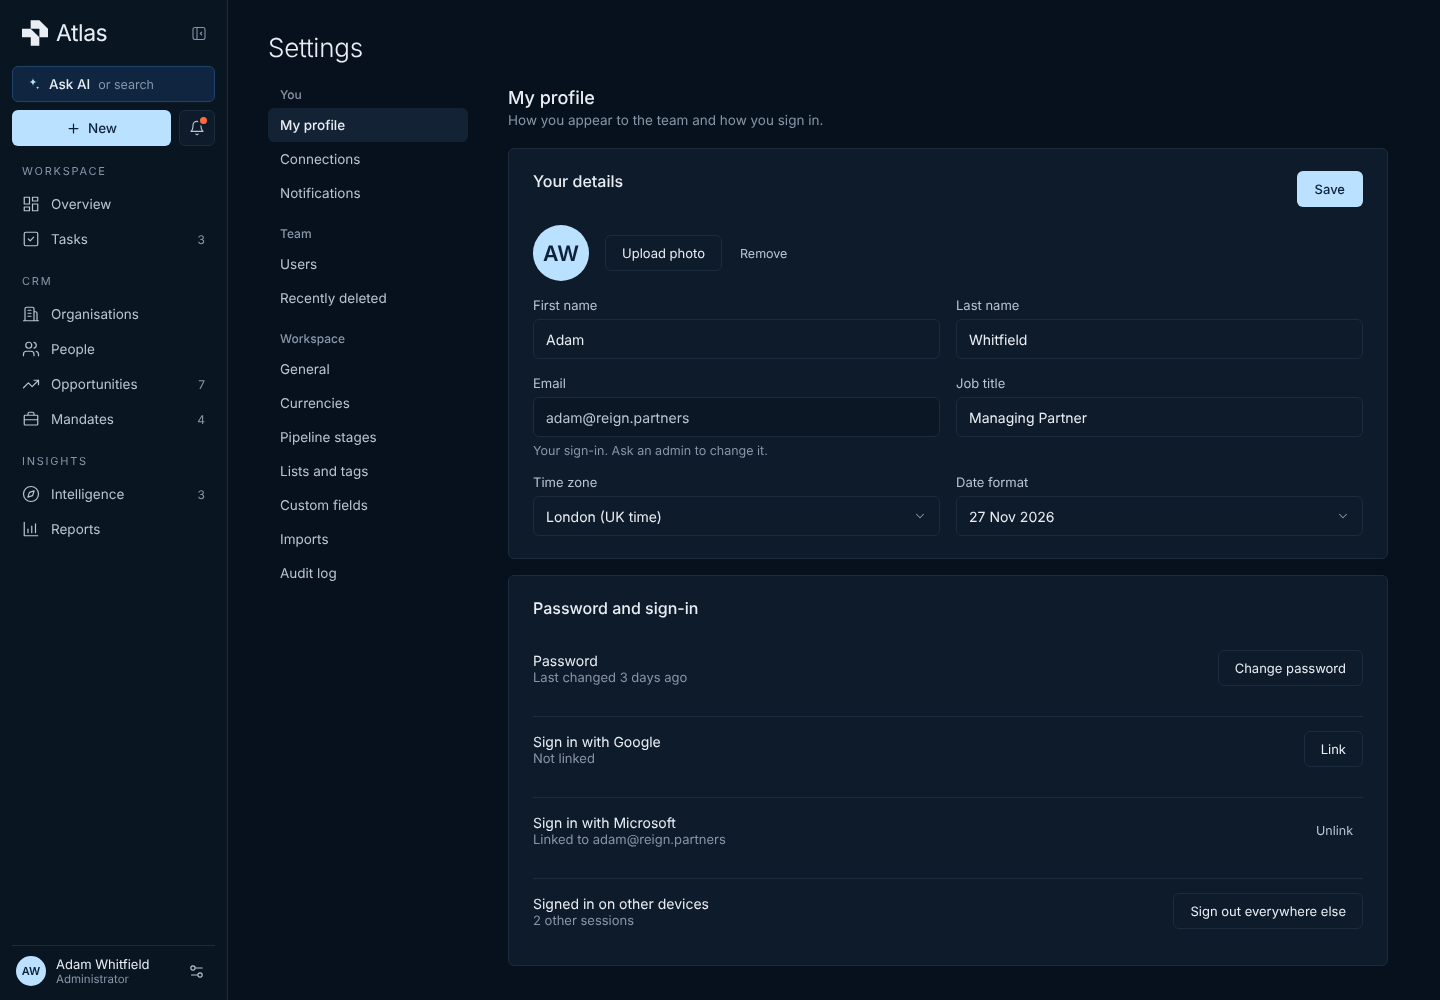 Atlas
Ask AI or search
New
WORKSPACE
Overview
Tasks 3
CRM
Organisations
People
Opportunities 7
Mandates 4
INSIGHTS
Intelligence 3
Reports
AW
Adam Whitfield
Administrator
Settings
You
My profile
Connections
Notifications
Team
Users
Recently deleted
Workspace
General
Currencies
Pipeline stages
Lists and tags
Custom fields
Imports
Audit log
My profile
How you appear to the team and how you sign in.
Your details
Save
AW
Upload photo
Remove
First name
Adam
Last name
Whitfield
Email
adam@reign.partners
Your sign-in. Ask an admin to change it.
Job title
Managing Partner
Time zone
London (UK time)
Date format
27 Nov 2026
Password and sign-in
Password
Last changed 3 days ago
Change password
Sign in with Google
Not linked
Link
Sign in with Microsoft
Linked to adam@reign.partners
Unlink
Signed in on other devices
2 other sessions
Sign out everywhere else